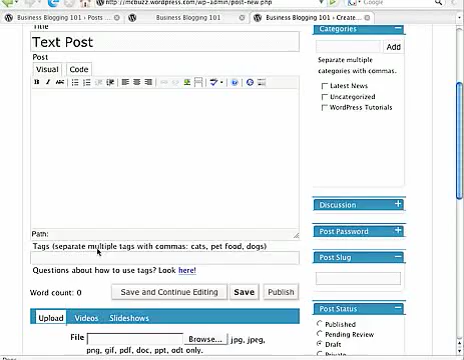 http://mcbuzz.wordpress.com/wp-admin/post-new.php
Google
Business Blogging 101 › Posts
Business Blogging 101
Business Blogging 101 › Create...
Title
Text Post
Post
Visual
Code
B I ABC
Path:
Tags (separate multiple tags with commas: cats, pet food, dogs)
Questions about how to use tags? Look here!
Word count: 0
Save and Continue Editing
Save
Publish
Upload
Videos
Slideshows
File
Browse...
jpg, jpeg,
png, gif, pdf, doc, ppt, odt only.
Categories
Add
Separate multiple
categories with commas.
Latest News
Uncategorized
WordPress Tutorials
Discussion +
Post Password +
Post Slug −
Post Status −
Published
Pending Review
Draft
Private